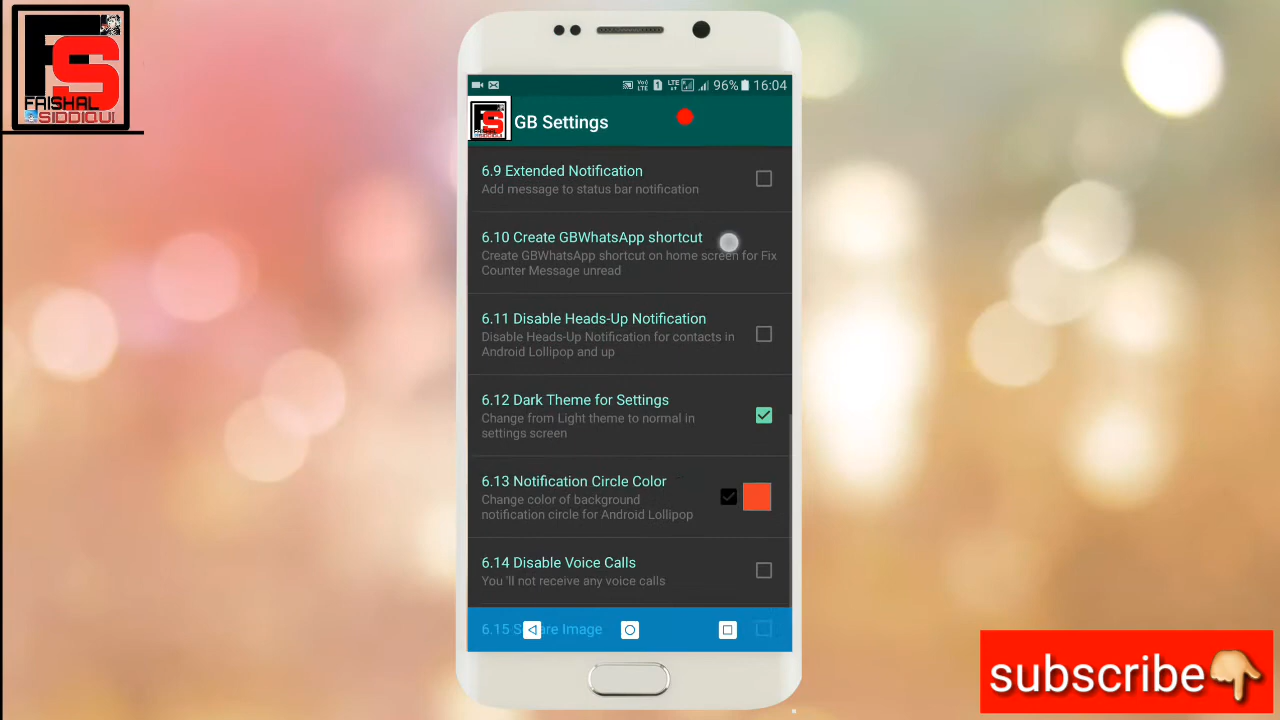 FS
FAISHAL
SIDDIQUI
VoJ LTE 1 LTE 96% 16:04
FS
GB Settings
6.9 Extended Notification
Add message to status bar notification
6.10 Create GBWhatsApp shortcut
Create GBWhatsApp shortcut on home screen for Fix
Counter Message unread
6.11 Disable Heads-Up Notification
Disable Heads-Up Notification for contacts in
Android Lollipop and up
6.12 Dark Theme for Settings
Change from Light theme to normal in
settings screen
6.13 Notification Circle Color
Change color of background
notification circle for Android Lollipop
6.14 Disable Voice Calls
You 'll not receive any voice calls
6.15 Image
subscribe